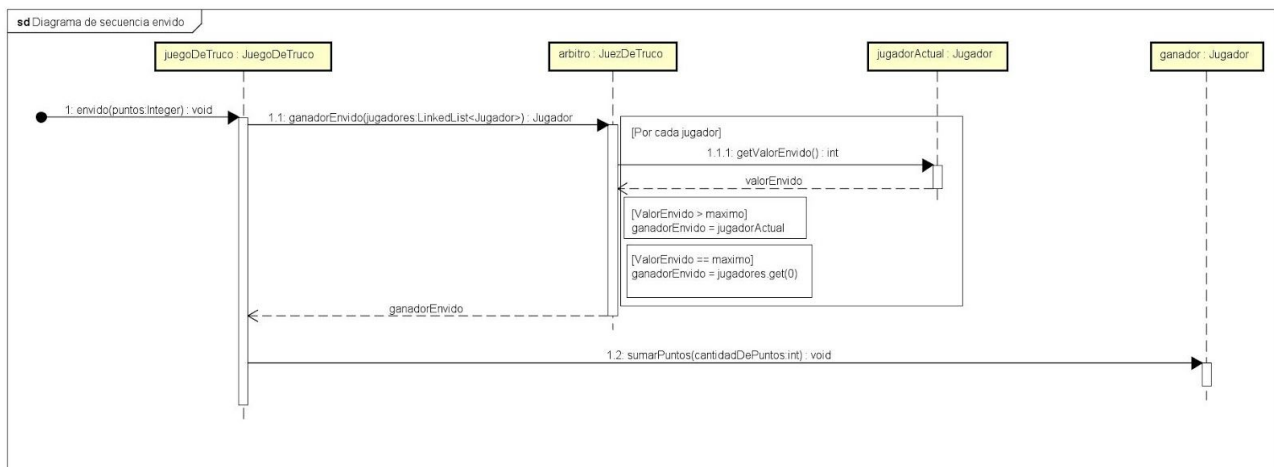 sd Diagrama de secuencia envido
juegoDeTruco : JuegoDeTruco
arbitro : JuezDeTruco
jugadorActual : Jugador
ganador : Jugador
1: envido(puntos:Integer) : void
1.1: ganadorEnvido(jugadores:LinkedList<Jugador>) : Jugador
[Por cada jugador]
1.1.1: getValorEnvido() : int
valorEnvido
[ValorEnvido > maximo]
ganadorEnvido = jugadorActual
[ValorEnvido == maximo]
ganadorEnvido = jugadores.get(0)
ganadorEnvido
1.2: sumarPuntos(cantidadDePuntos:int) : void